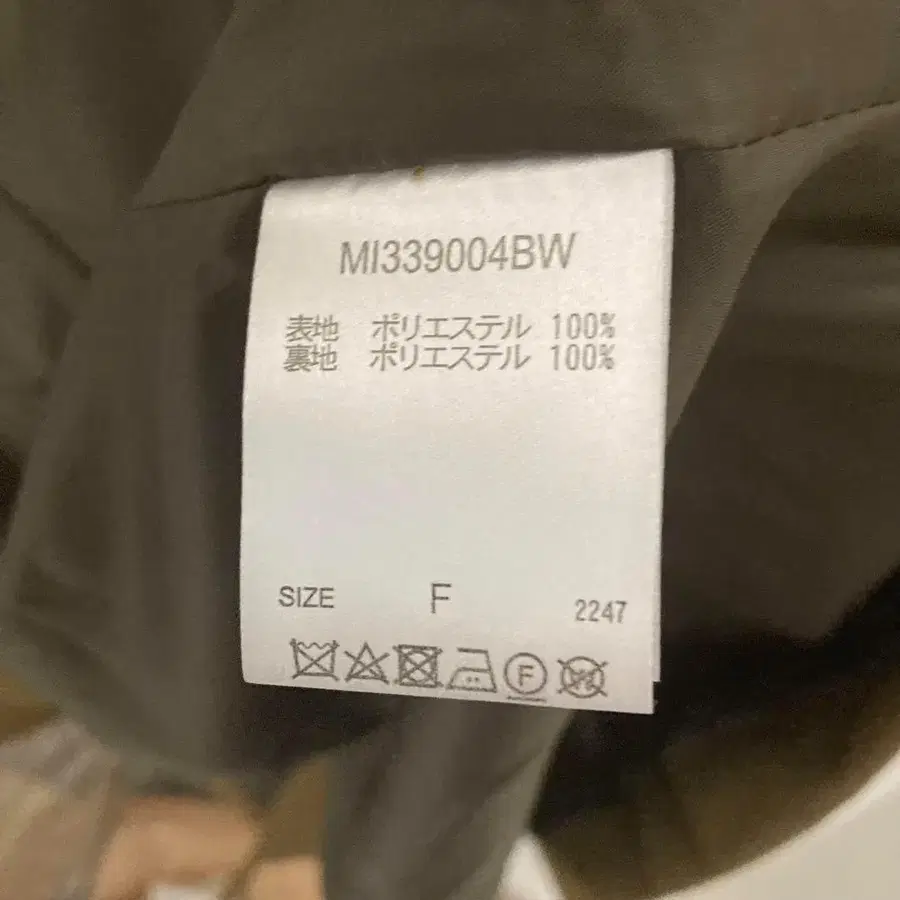 MI339004BW
表地 ポリエステル 100%
裏地 ポリエステル 100%
SIZE F 2247
F